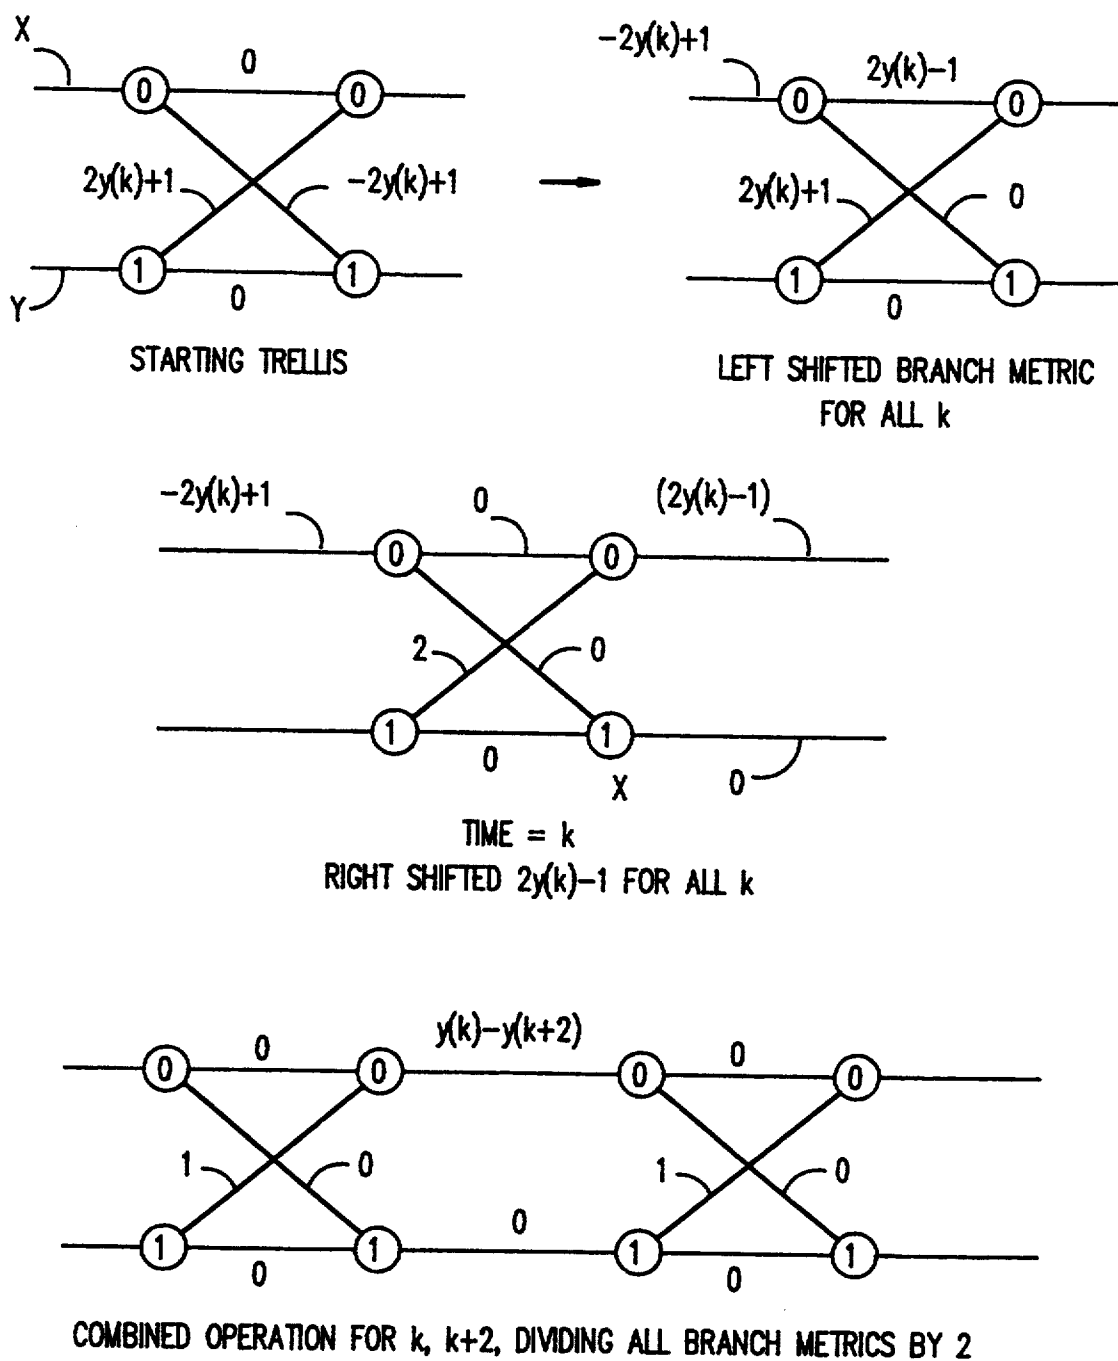 X
0
0
0
2y(k)+1
-2y(k)+1
1
1
Y
0
STARTING TRELLIS
-2y(k)+1
2y(k)-1
0
0
2y(k)+1
0
1
1
0
LEFT SHIFTED BRANCH METRIC
FOR ALL k
-2y(k)+1
0
(2y(k)-1)
0
0
2
0
1
1
0
X
0
TIME = k
RIGHT SHIFTED 2y(k)-1 FOR ALL k
0
y(k)-y(k+2)
0
0
0
0
0
1
0
1
0
0
1
1
1
1
0
0
COMBINED OPERATION FOR k, k+2, DIVIDING ALL BRANCH METRICS BY 2